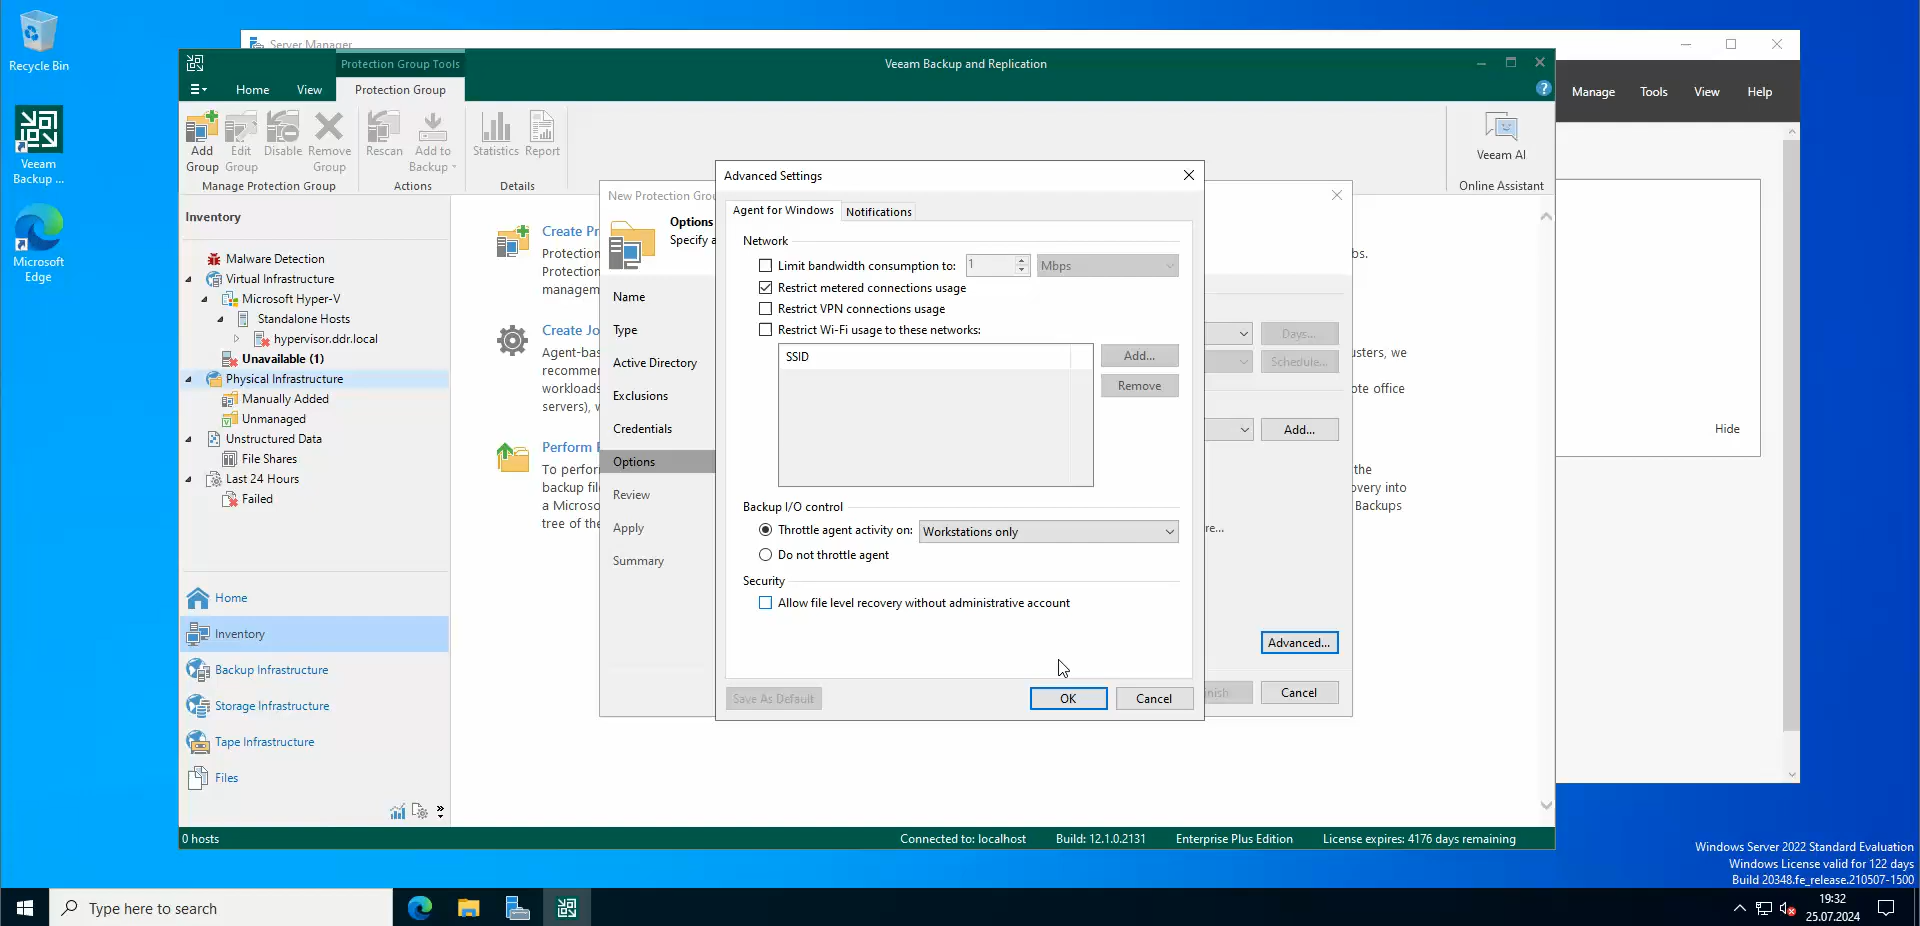 Recycle Bin
Veeam
Backup ...
Microsoft
Edge
Server Manager
Manage
Tools
View
Help
Hide
Protection Group Tools
Veeam Backup and Replication
Home
View
Protection Group
Add
Group
Edit
Group
Disable
Remove
Group
Rescan
Add to
Backup
Statistics
Report
Manage Protection Group
Actions
Details
Veeam AI
Online Assistant
Inventory
Malware Detection
Virtual Infrastructure
Microsoft Hyper-V
Standalone Hosts
hypervisor.ddr.local
Unavailable (1)
Physical Infrastructure
Manually Added
Unmanaged
Unstructured Data
File Shares
Last 24 Hours
Failed
Home
Inventory
Backup Infrastructure
Storage Infrastructure
Tape Infrastructure
Files
Create Pr
Protection
Protection
managem
bs.
Create Jo
Agent-bas
recommen
workloads
servers), w
usters, we
ote office
Perform F
To perfor
backup file
a Microso
tree of the
the
overy into
Backups
New Protection Grou
Options
Specify a
Name
Type
Active Directory
Exclusions
Credentials
Options
Review
Apply
Summary
Days...
Schedule...
Add...
re...
Advanced...
nish
Cancel
Advanced Settings
Agent for Windows
Notifications
Network
Limit bandwidth consumption to:
1
Mbps
Restrict metered connections usage
Restrict VPN connections usage
Restrict Wi-Fi usage to these networks:
SSID
Add...
Remove
Backup I/O control
Throttle agent activity on:
Workstations only
Do not throttle agent
Security
Allow file level recovery without administrative account
Save As Default
OK
Cancel
0 hosts
Connected to: localhost
Build: 12.1.0.2131
Enterprise Plus Edition
License expires: 4176 days remaining
Windows Server 2022 Standard Evaluation
Windows License valid for 122 days
Build 20348.fe_release.210507-1500
Type here to search
19:32
25.07.2024